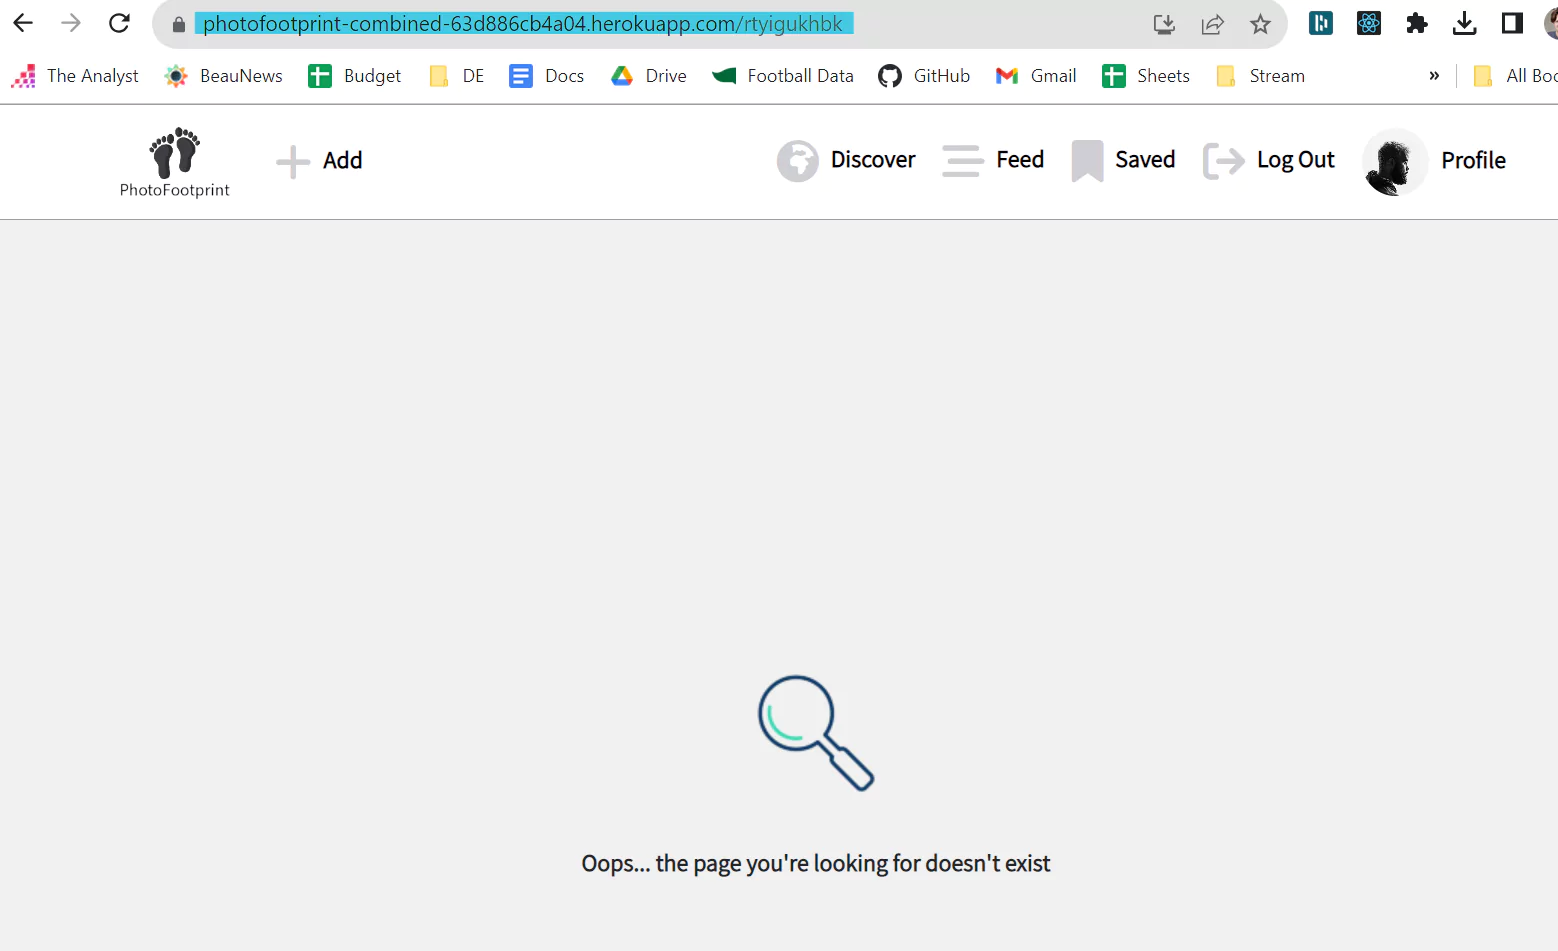 photofootprint-combined-63d886cb4a04.herokuapp.com/rtyigukhbk
The Analyst BeauNews Budget DE Docs Drive Football Data GitHub Gmail Sheets Stream » All Boo
PhotoFootprint Add Discover Feed Saved Log Out Profile
Oops... the page you're looking for doesn't exist